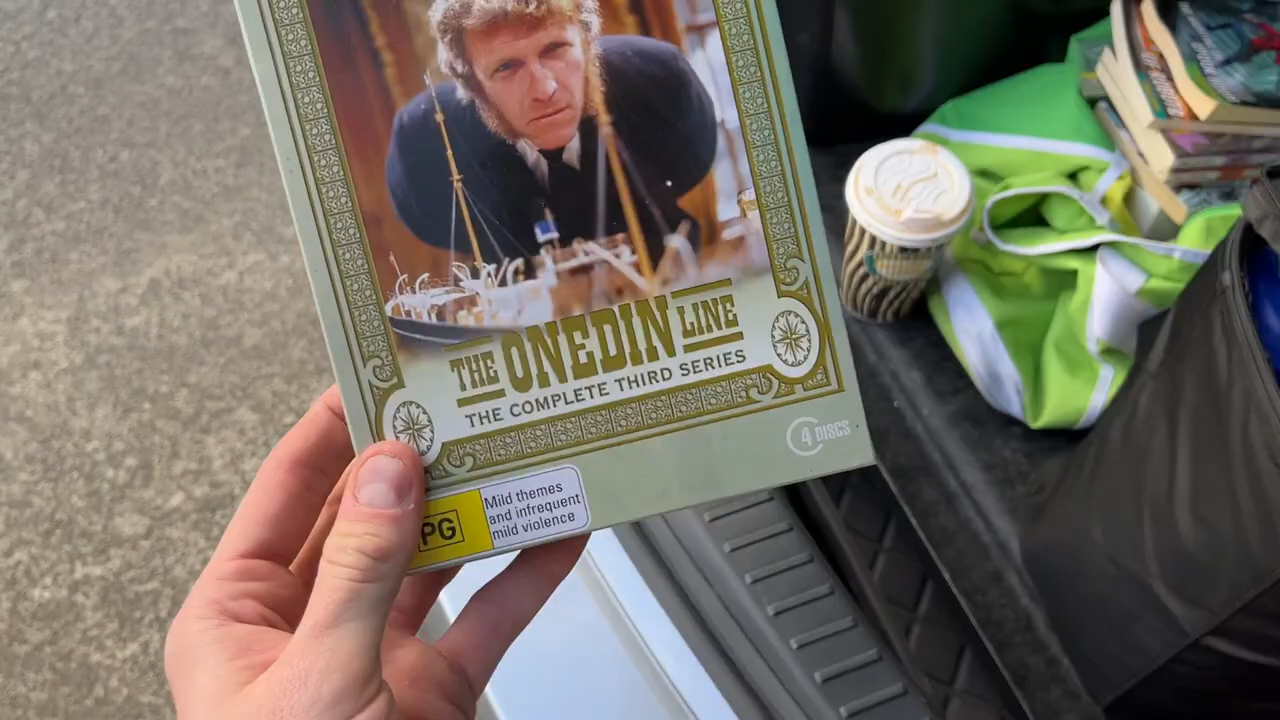 THE ONEDIN LINE
THE COMPLETE THIRD SERIES
4 DISCS
PG
Mild themes
and infrequent
mild violence